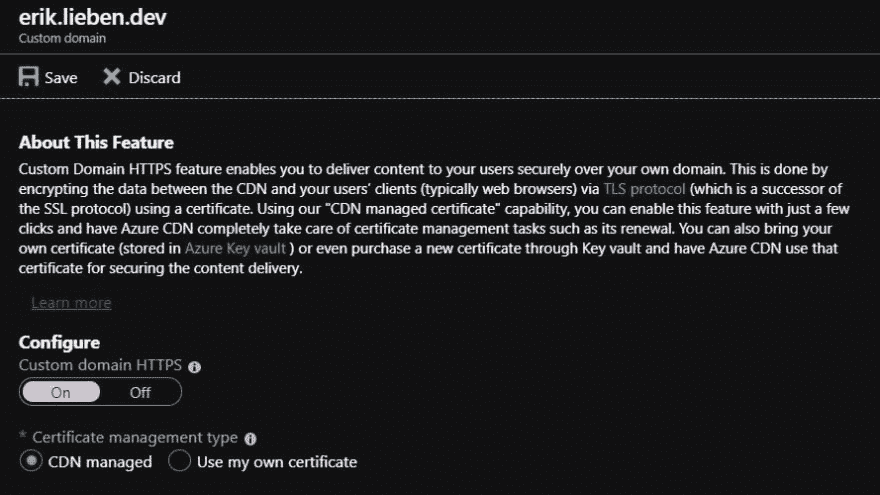 erik.lieben.dev
Custom domain
Save Discard
About This Feature
Custom Domain HTTPS feature enables you to deliver content to your users securely over your own domain. This is done by
encrypting the data between the CDN and your users' clients (typically web browsers) via TLS protocol (which is a successor of
the SSL protocol) using a certificate. Using our "CDN managed certificate" capability, you can enable this feature with just a few
clicks and have Azure CDN completely take care of certificate management tasks such as its renewal. You can also bring your
own certificate (stored in Azure Key vault ) or even purchase a new certificate through Key vault and have Azure CDN use that
certificate for securing the content delivery.
Learn more
Configure
Custom domain HTTPS
On Off
* Certificate management type
CDN managed Use my own certificate